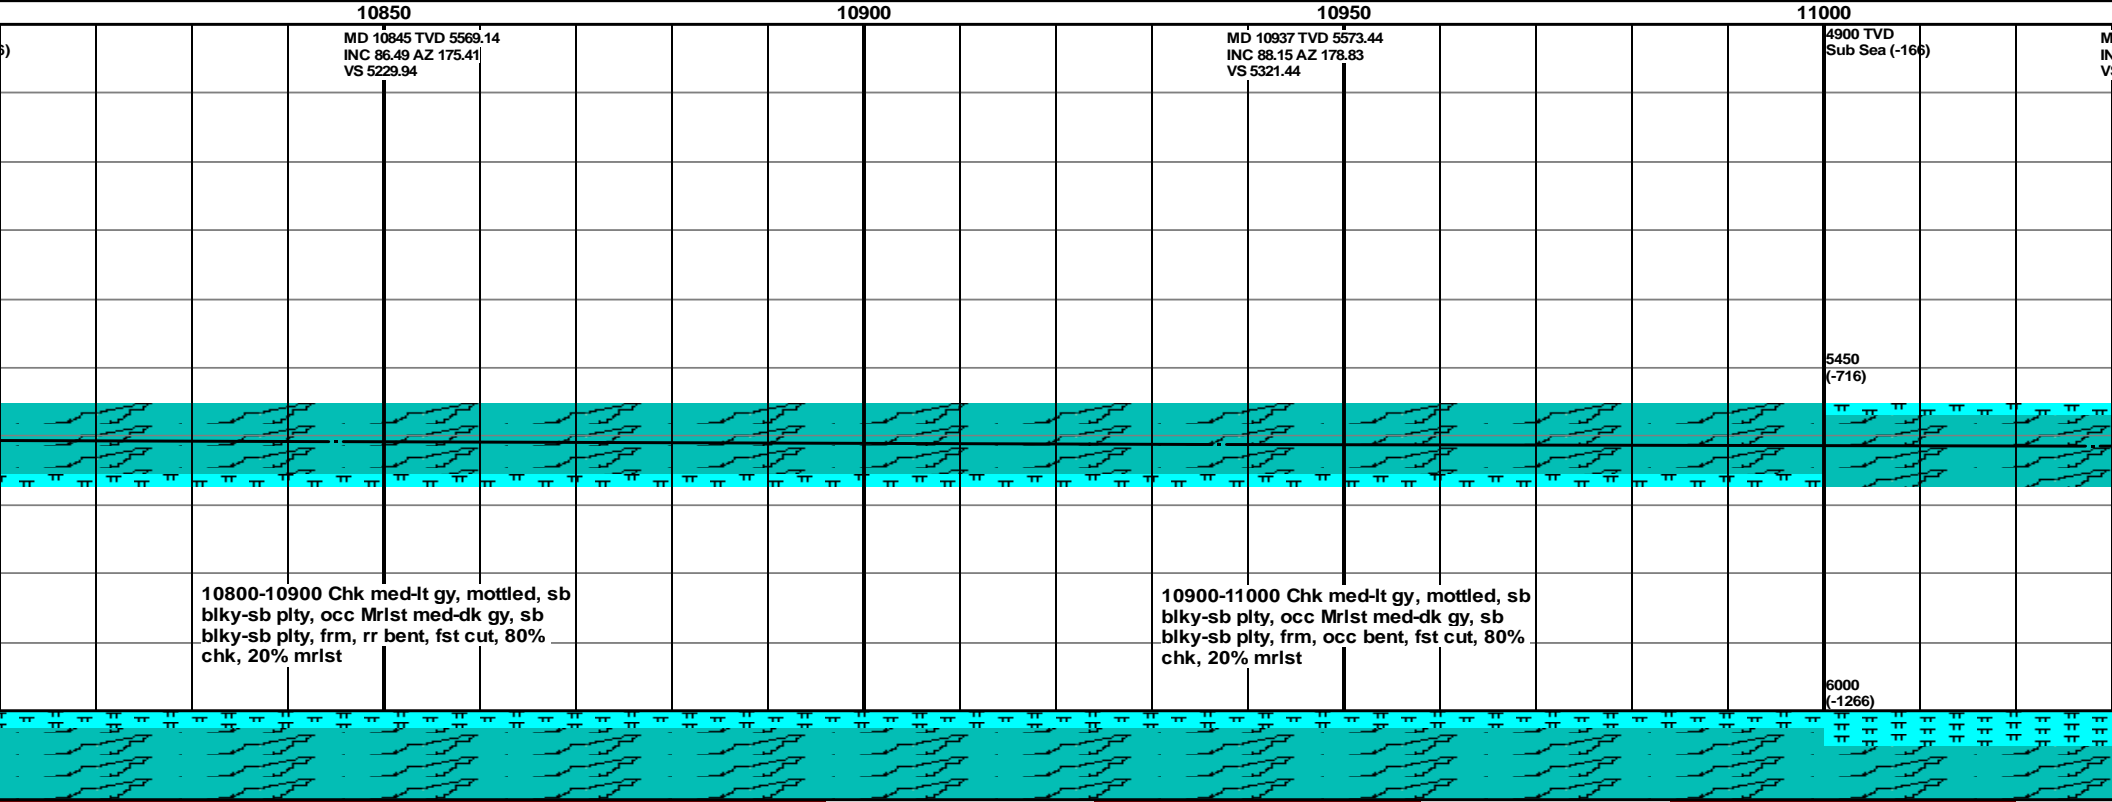 10850
10900
10950
11000
6)
MD 10845 TVD 5569.14
INC 86.49 AZ 175.41
VS 5229.94
MD 10937 TVD 5573.44
INC 88.15 AZ 178.83
VS 5321.44
4900 TVD
Sub Sea (-166)
M
IN
VS
5450
(-716)
10800-10900 Chk med-lt gy, mottled, sb
blky-sb plty, occ Mrlst med-dk gy, sb
blky-sb plty, frm, rr bent, fst cut, 80%
chk, 20% mrlst
10900-11000 Chk med-lt gy, mottled, sb
blky-sb plty, occ Mrlst med-dk gy, sb
blky-sb plty, frm, occ bent, fst cut, 80%
chk, 20% mrlst
6000
(-1266)